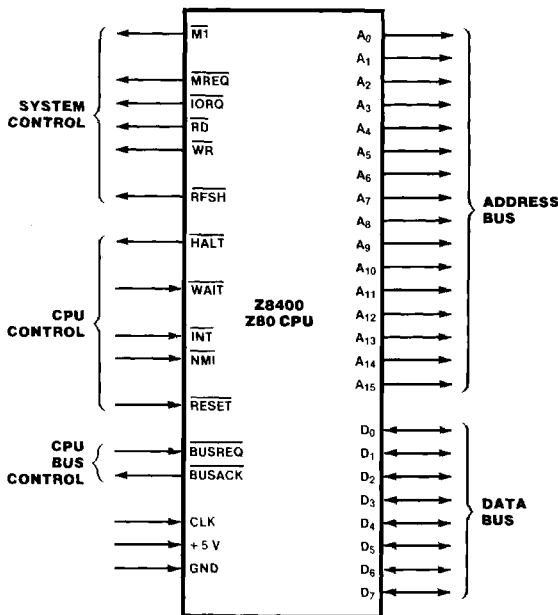 SYSTEM
CONTROL
M1
MREQ
IORQ
RD
WR
RFSH
CPU
CONTROL
HALT
WAIT
INT
NMI
RESET
CPU
BUS
CONTROL
BUSREQ
BUSACK
CLK
+5 V
GND
Z8400
Z80 CPU
A0
A1
A2
A3
A4
A5
A6
A7
A8
A9
A10
A11
A12
A13
A14
A15
ADDRESS
BUS
D0
D1
D2
D3
D4
D5
D6
D7
DATA
BUS